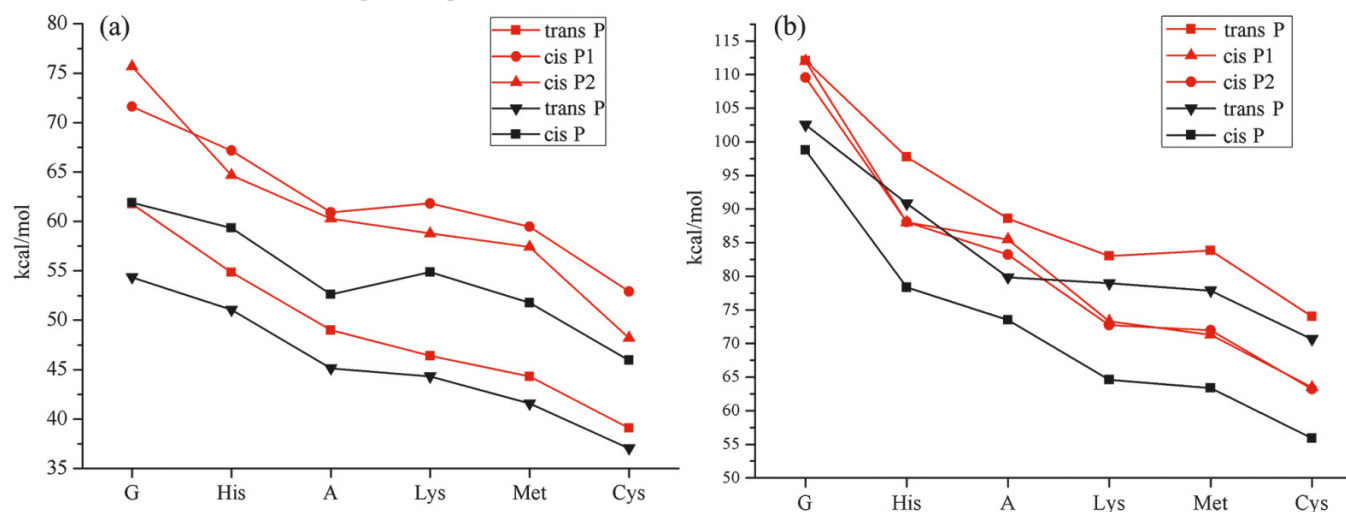 (a)
trans P
cis P1
cis P2
trans P
cis P
80
75
70
65
60
55
50
45
40
35
kcal/mol
G His A Lys Met Cys
(b)
trans P
cis P1
cis P2
trans P
cis P
115
110
105
100
95
90
85
80
75
70
65
60
55
50
kcal/mol
G His A Lys Met Cys